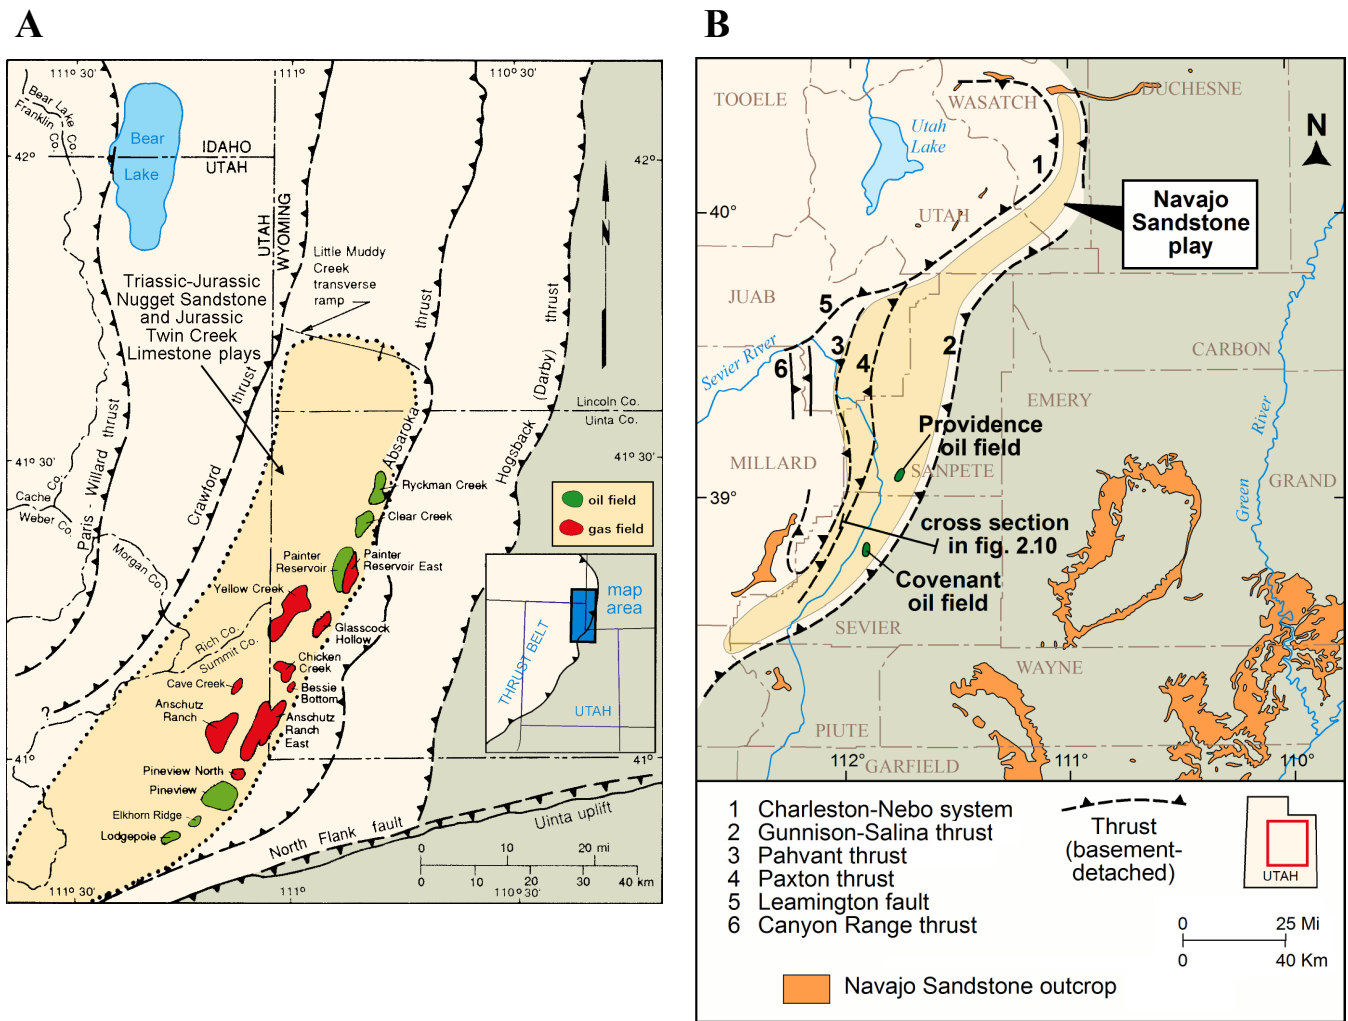 A
111° 30'
111°
110° 30'
Bear Lake Co.
Franklin Co.
Bear
Lake
42°
IDAHO
UTAH
42°
UTAH
WYOMING
N
Little Muddy
Creek
transverse
ramp
Triassic-Jurassic
Nugget Sandstone
and Jurassic
Twin Creek
Limestone plays
thrust
thrust
(Darby)
Hogsback
Absaroka
thrust
Crawford
Paris - Willard thrust
Lincoln Co.
Uinta Co.
41° 30'
41° 30'
Cache Co.
Weber Co.
Morgan Co.
Ryckman Creek
Clear Creek
oil field
gas field
Painter
Reservoir
Painter
Reservoir East
Yellow Creek
Glasscock
Hollow
Rich Co.
Summit Co.
Chicken
Creek
Cave Creek
Bessie
Bottom
Anschutz
Ranch
Anschutz
Ranch
East
?
map
area
THRUST BELT
UTAH
41°
41°
Pineview North
Pineview
Elkhorn Ridge
Lodgepole
North Flank fault
Uinta uplift
0 10 20 mi
0 10 20 30 40 km
111° 30'
111°
110° 30'
B
TOOELE
WASATCH
DUCHESNE
Utah
Lake
N
1
40°
40°
UTAH
Navajo
Sandstone
play
JUAB
5
Sevier River
3
4
2
6
CARBON
EMERY
River
Green
Providence
oil field
MILLARD
SANPETE
GRAND
39°
39°
cross section
in fig. 2.10
Covenant
oil field
SEVIER
WAYNE
PIUTE
GARFIELD
112°
111°
100°
1 Charleston-Nebo system
2 Gunnison-Salina thrust
3 Pahvant thrust
4 Paxton thrust
5 Leamington fault
6 Canyon Range thrust
Thrust
(basement-
detached)
UTAH
0 25 Mi
0 40 Km
Navajo Sandstone outcrop